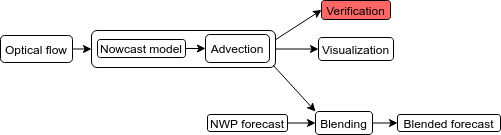 Verification
Optical flow
Nowcast model
Advection
Visualization
NWP forecast
Blending
Blended forecast